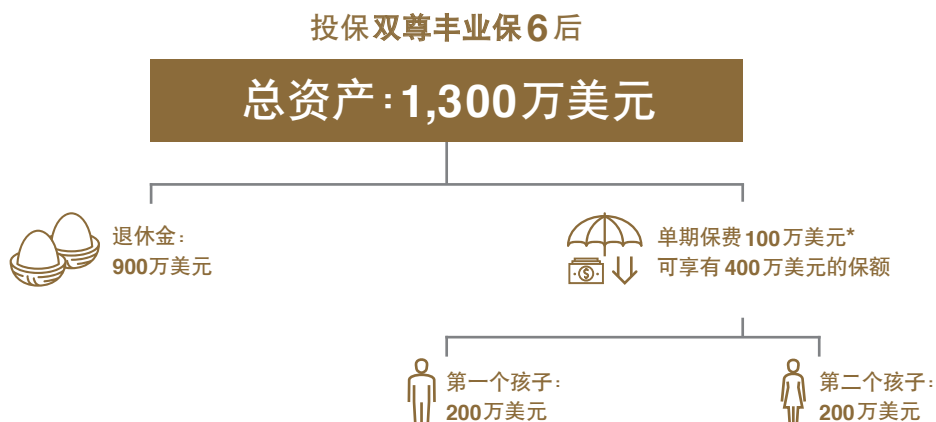 投保双尊丰业保6后
总资产:1,300万美元
退休金:
900万美元
单期保费100万美元*
可享有400万美元的保额
第一个孩子:
200万美元
第二个孩子:
200万美元